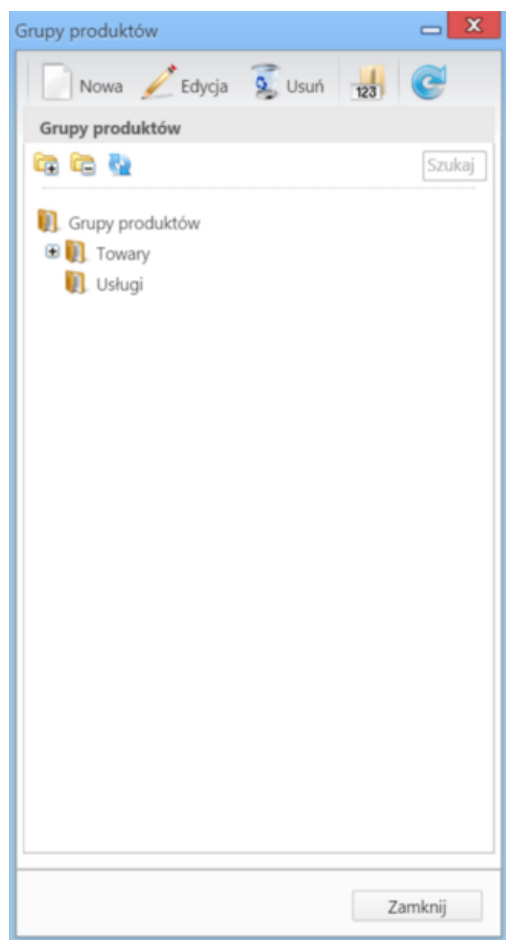 Grupy produktów
Nowa Edycja Usuń 123
Grupy produktów
Szukaj
Grupy produktów
Towary
Usługi
Zamknij